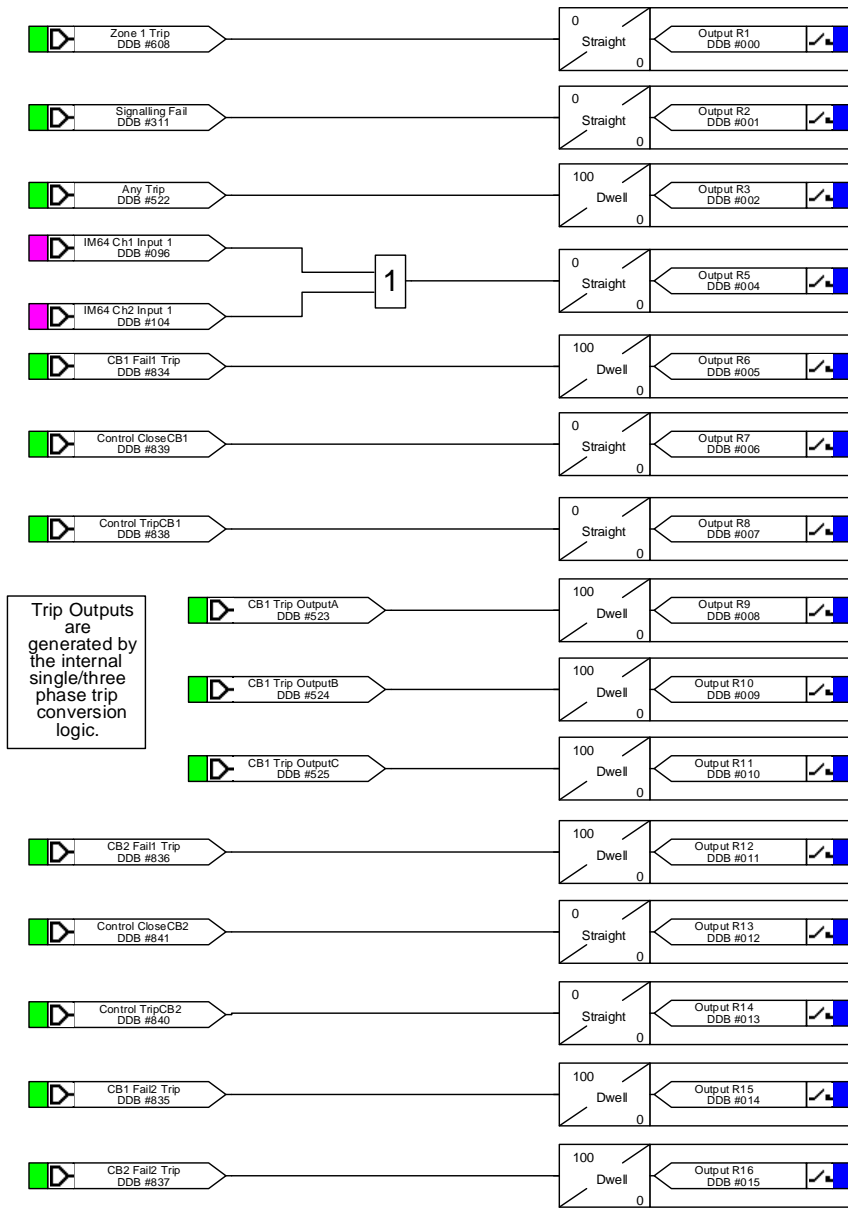 Zone 1 Trip
DDB #608
0
Straight
0
Output R1
DDB #000
Signalling Fail
DDB #311
0
Straight
0
Output R2
DDB #001
Any Trip
DDB #522
100
Dwell
0
Output R3
DDB #002
IM64 Ch1 Input 1
DDB #096
IM64 Ch2 Input 1
DDB #104
1
0
Straight
0
Output R5
DDB #004
CB1 Fail1 Trip
DDB #834
100
Dwell
0
Output R6
DDB #005
Control CloseCB1
DDB #839
0
Straight
0
Output R7
DDB #006
Control TripCB1
DDB #838
0
Straight
0
Output R8
DDB #007
Trip Outputs
are
generated by
the internal
single/three
phase trip
conversion
logic.
CB1 Trip OutputA
DDB #523
100
Dwell
0
Output R9
DDB #008
CB1 Trip OutputB
DDB #524
100
Dwell
0
Output R10
DDB #009
CB1 Trip OutputC
DDB #525
100
Dwell
0
Output R11
DDB #010
CB2 Fail1 Trip
DDB #836
100
Dwell
0
Output R12
DDB #011
Control CloseCB2
DDB #841
0
Straight
0
Output R13
DDB #012
Control TripCB2
DDB #840
0
Straight
0
Output R14
DDB #013
CB1 Fail2 Trip
DDB #835
100
Dwell
0
Output R15
DDB #014
CB2 Fail2 Trip
DDB #837
100
Dwell
0
Output R16
DDB #015